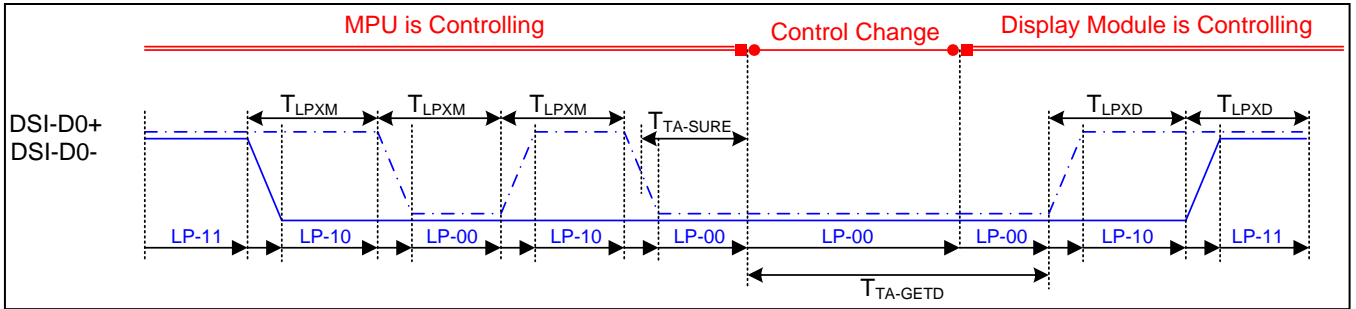 MPU is Controlling Control Change Display Module is Controlling
TLPXM TLPXM TLPXM TLPXD TLPXD
DSI-D0+ TTA-SURE
DSI-D0-
LP-11 LP-10 LP-00 LP-10 LP-00 LP-00 LP-00 LP-10 LP-11
TTA-GETD